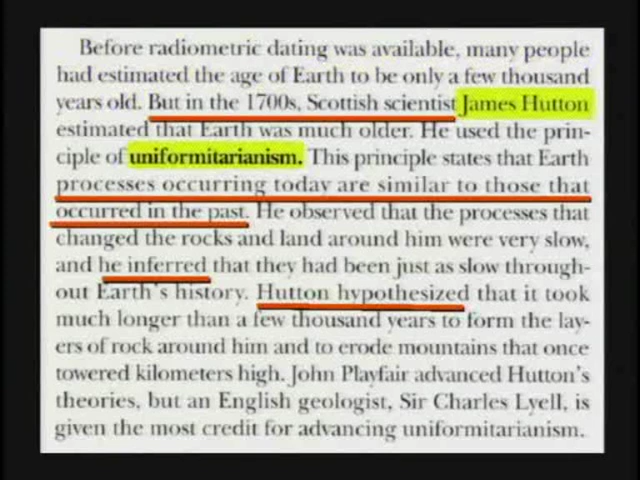 Before radiometric dating was available, many people
had estimated the age of Earth to be only a few thousand
years old. But in the 1700s, Scottish scientist James Hutton
estimated that Earth was much older. He used the prin-
ciple of uniformitarianism. This principle states that Earth
processes occurring today are similar to those that
occurred in the past. He observed that the processes that
changed the rocks and land around him were very slow,
and he inferred that they had been just as slow through-
out Earth's history. Hutton hypothesized that it took
much longer than a few thousand years to form the lay-
ers of rock around him and to erode mountains that once
towered kilometers high. John Playfair advanced Hutton's
theories, but an English geologist, Sir Charles Lyell, is
given the most credit for advancing uniformitarianism.